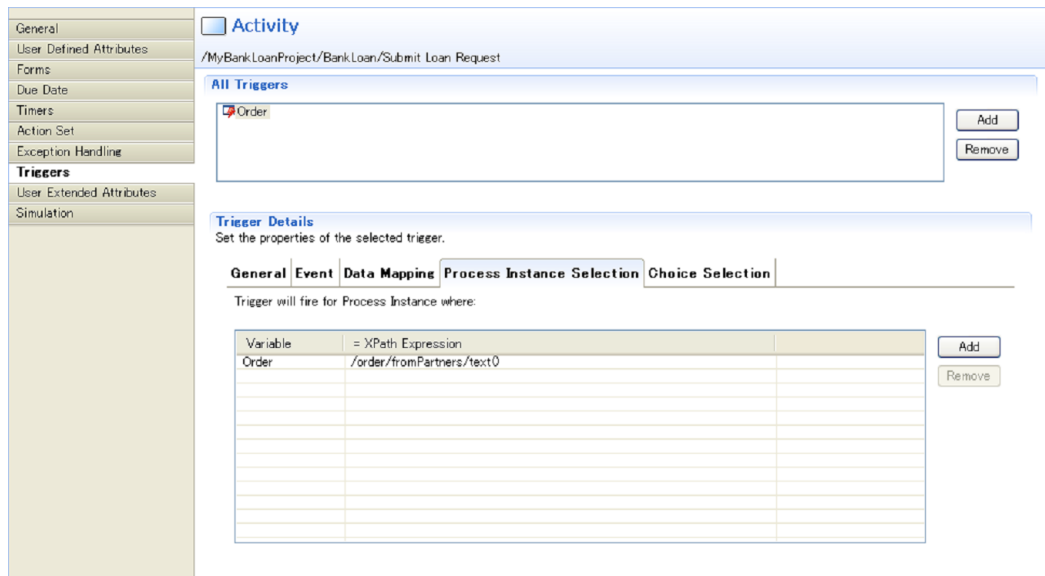 General
User Defined Attributes
Forms
Due Date
Timers
Action Set
Exception Handling
Triggers
User Extended Attributes
Simulation
Activity
/MyBankLoanProject/BankLoan/Submit Loan Request
All Triggers
Order
Add
Remove
Trigger Details
Set the properties of the selected trigger.
General Event Data Mapping Process Instance Selection Choice Selection
Trigger will fire for Process Instance where:
Variable = XPath Expression
Order /order/fromPartners/text()
Add
Remove